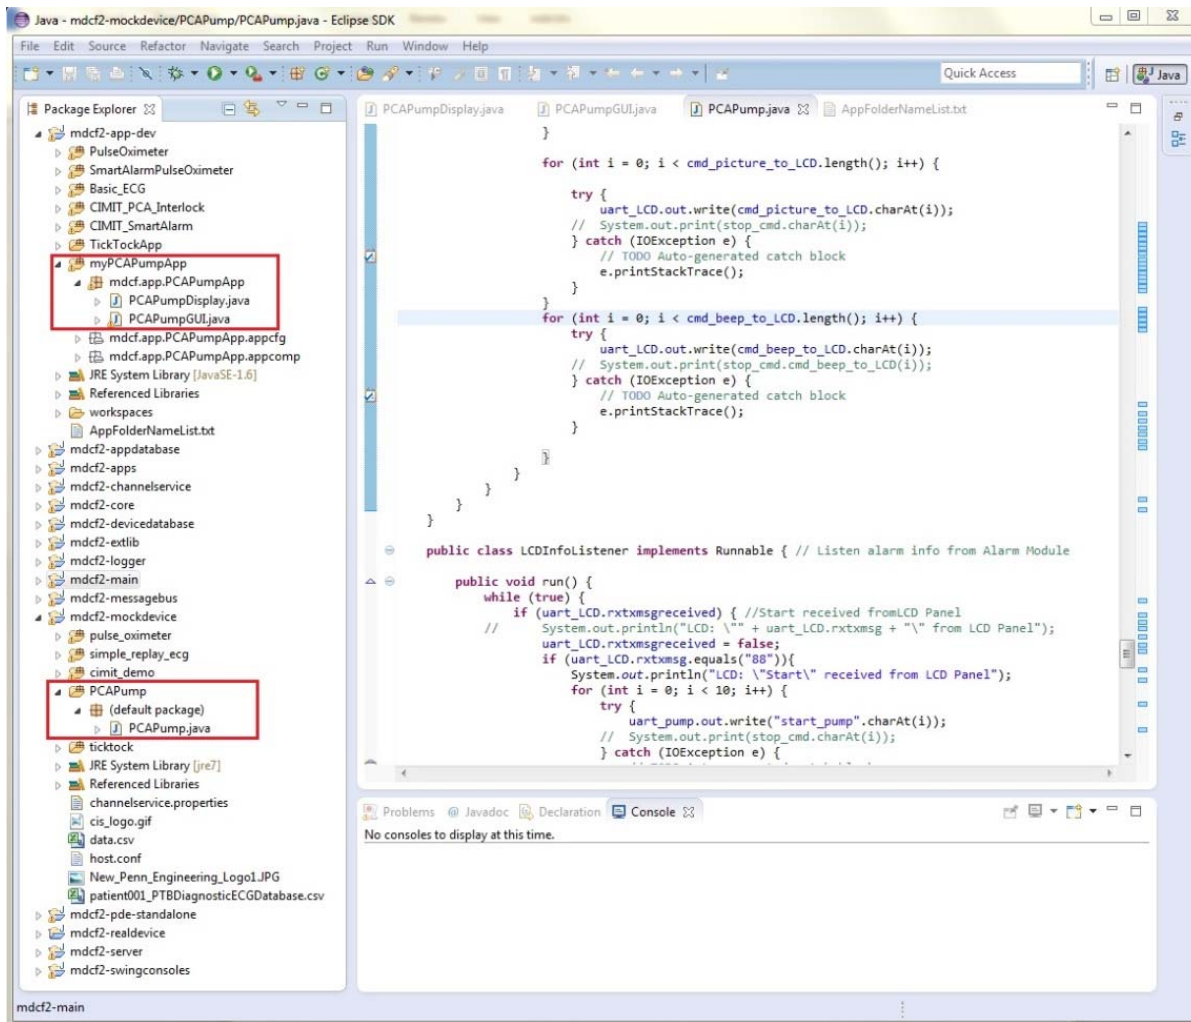 Java - mdcf2-mockdevice/PCAPump/PCAPump.java - Eclipse SDK
File Edit Source Refactor Navigate Search Project Run Window Help
Quick Access
Java
Package Explorer
mdcf2-app-dev
PulseOximeter
SmartAlarmPulseOximeter
Basic_ECG
CIMIT_PCA_Interlock
CIMIT_SmartAlarm
TickTockApp
myPCAPumpApp
mdcf.app.PCAPumpApp
PCAPumpDisplay.java
PCAPumpGUI.java
mdcf.app.PCAPumpApp.appcfg
mdcf.app.PCAPumpApp.appcomp
JRE System Library [JavaSE-1.6]
Referenced Libraries
workspaces
AppFolderNameList.txt
mdcf2-appdatabase
mdcf2-apps
mdcf2-channelservice
mdcf2-core
mdcf2-devicedatabase
mdcf2-extlib
mdcf2-logger
mdcf2-main
mdcf2-messagebus
mdcf2-mockdevice
pulse_oximeter
simple_replay_ecg
cimit_demo
PCAPump
(default package)
PCAPump.java
ticktock
JRE System Library [jre7]
Referenced Libraries
channelservice.properties
cis_logo.gif
data.csv
host.conf
New_Penn_Engineering_Logo1.JPG
patient001_PTBDiagnosticECGDatabase.csv
mdcf2-pde-standalone
mdcf2-realdevice
mdcf2-server
mdcf2-swingconsoles
PCAPumpDisplay.java PCAPumpGUI.java PCAPump.java AppFolderNameList.txt
}
for (int i = 0; i < cmd_picture_to_LCD.length(); i++) {
try {
uart_LCD.out.write(cmd_picture_to_LCD.charAt(i));
// System.out.print(stop_cmd.charAt(i));
} catch (IOException e) {
// TODO Auto-generated catch block
e.printStackTrace();
}
}
for (int i = 0; i < cmd_beep_to_LCD.length(); i++) {
try {
uart_LCD.out.write(cmd_beep_to_LCD.charAt(i));
// System.out.print(stop_cmd.cmd_beep_to_LCD(i));
} catch (IOException e) {
// TODO Auto-generated catch block
e.printStackTrace();
}
}
}
}
}
}
public class LCDInfoListener implements Runnable { // Listen alarm info from Alarm Module
public void run() {
while (true) {
if (uart_LCD.rxtxmsgreceived) { //Start received fromLCD Panel
// System.out.println("LCD: \"" + uart_LCD.rxtxmsg + "\" from LCD Panel");
uart_LCD.rxtxmsgreceived = false;
if (uart_LCD.rxtxmsg.equals("88")){
System.out.println("LCD: \"Start\" received from LCD Panel");
for (int i = 0; i < 10; i++) {
try {
uart_pump.out.write("start_pump".charAt(i));
// System.out.print(stop_cmd.charAt(i));
} catch (IOException e) {
Problems @ Javadoc Declaration Console
No consoles to display at this time.
mdcf2-main